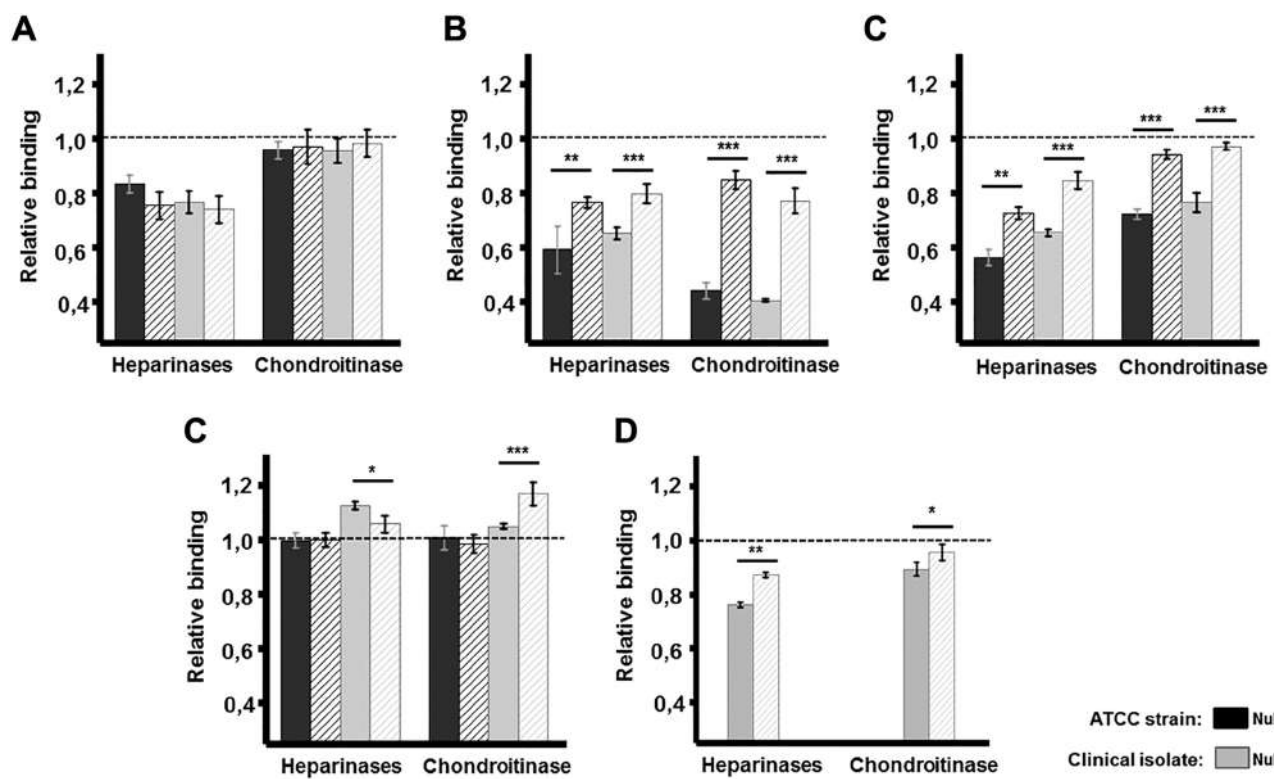 A
Relative binding
1,2
1,0
0,8
0,6
0,4
Heparinases Chondroitinase
B
Relative binding
1,2
1,0
0,8
0,6
0,4
** *** *** ***
Heparinases Chondroitinase
C
Relative binding
1,2
1,0
0,8
0,6
0,4
** *** *** ***
Heparinases Chondroitinase
C
Relative binding
1,2
1,0
0,8
0,6
0,4
* ***
Heparinases Chondroitinase
D
Relative binding
1,2
1,0
0,8
0,6
0,4
** *
Heparinases Chondroitinase
ATCC strain:
Clinical isolate: